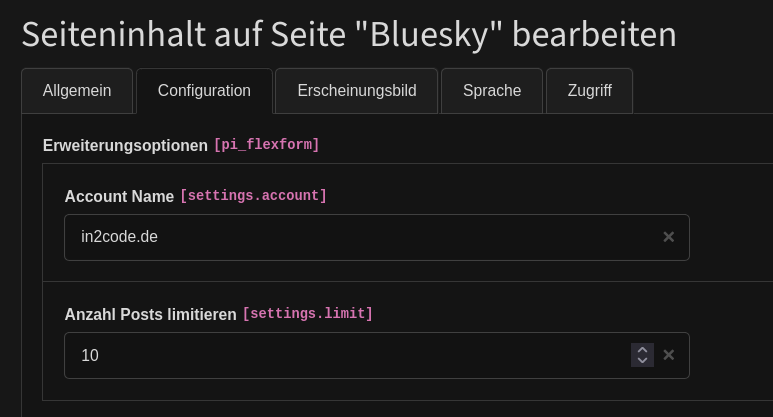 Seiteninhalt auf Seite "Bluesky" bearbeiten
Allgemein Configuration Erscheinungsbild Sprache Zugriff
Erweiterungsoptionen [pi_flexform]
Account Name [settings.account]
in2code.de
Anzahl Posts limitieren [settings.limit]
10